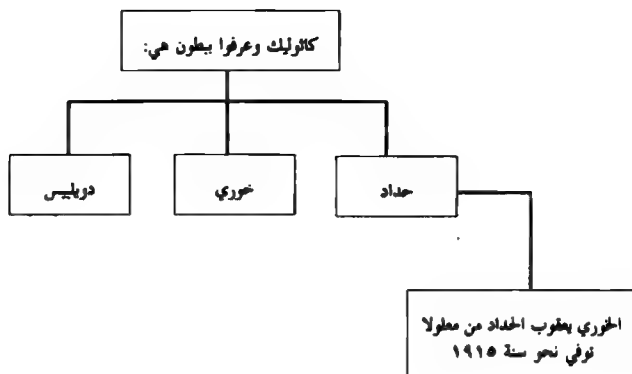 كاثوليك وعرفوا ببطون هي:
حداد
خوري
دوبليس
الخوري يعقوب الحداد من معلولا
توفي نحو سنة ١٩١٥